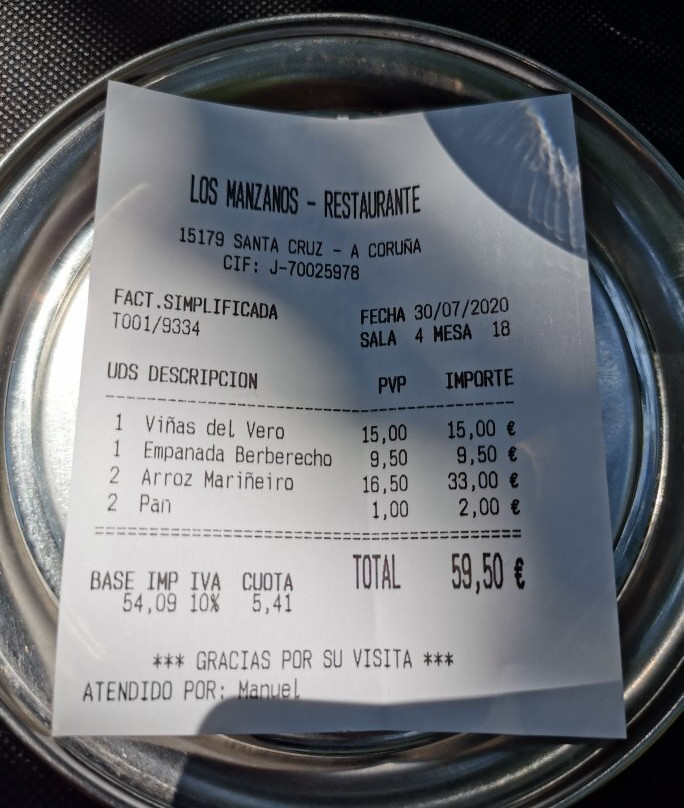 LOS MANZANOS - RESTAURANTE
15179 SANTA CRUZ - A CORUÑA
CIF: J-70025978
FACT.SIMPLIFICADA FECHA 30/07/2020
T001/9334 SALA 4 MESA 18
UDS DESCRIPCION PVP IMPORTE
1 Viñas del Vero 15,00 15,00 €
1 Empanada Berberecho 9,50 9,50 €
2 Arroz Mariñeiro 16,50 33,00 €
2 Pan 1,00 2,00 €
TOTAL 59,50 €
BASE IMP IVA CUOTA
54,09 10% 5,41
*** GRACIAS POR SU VISITA ***
ATENDIDO POR: Manuel